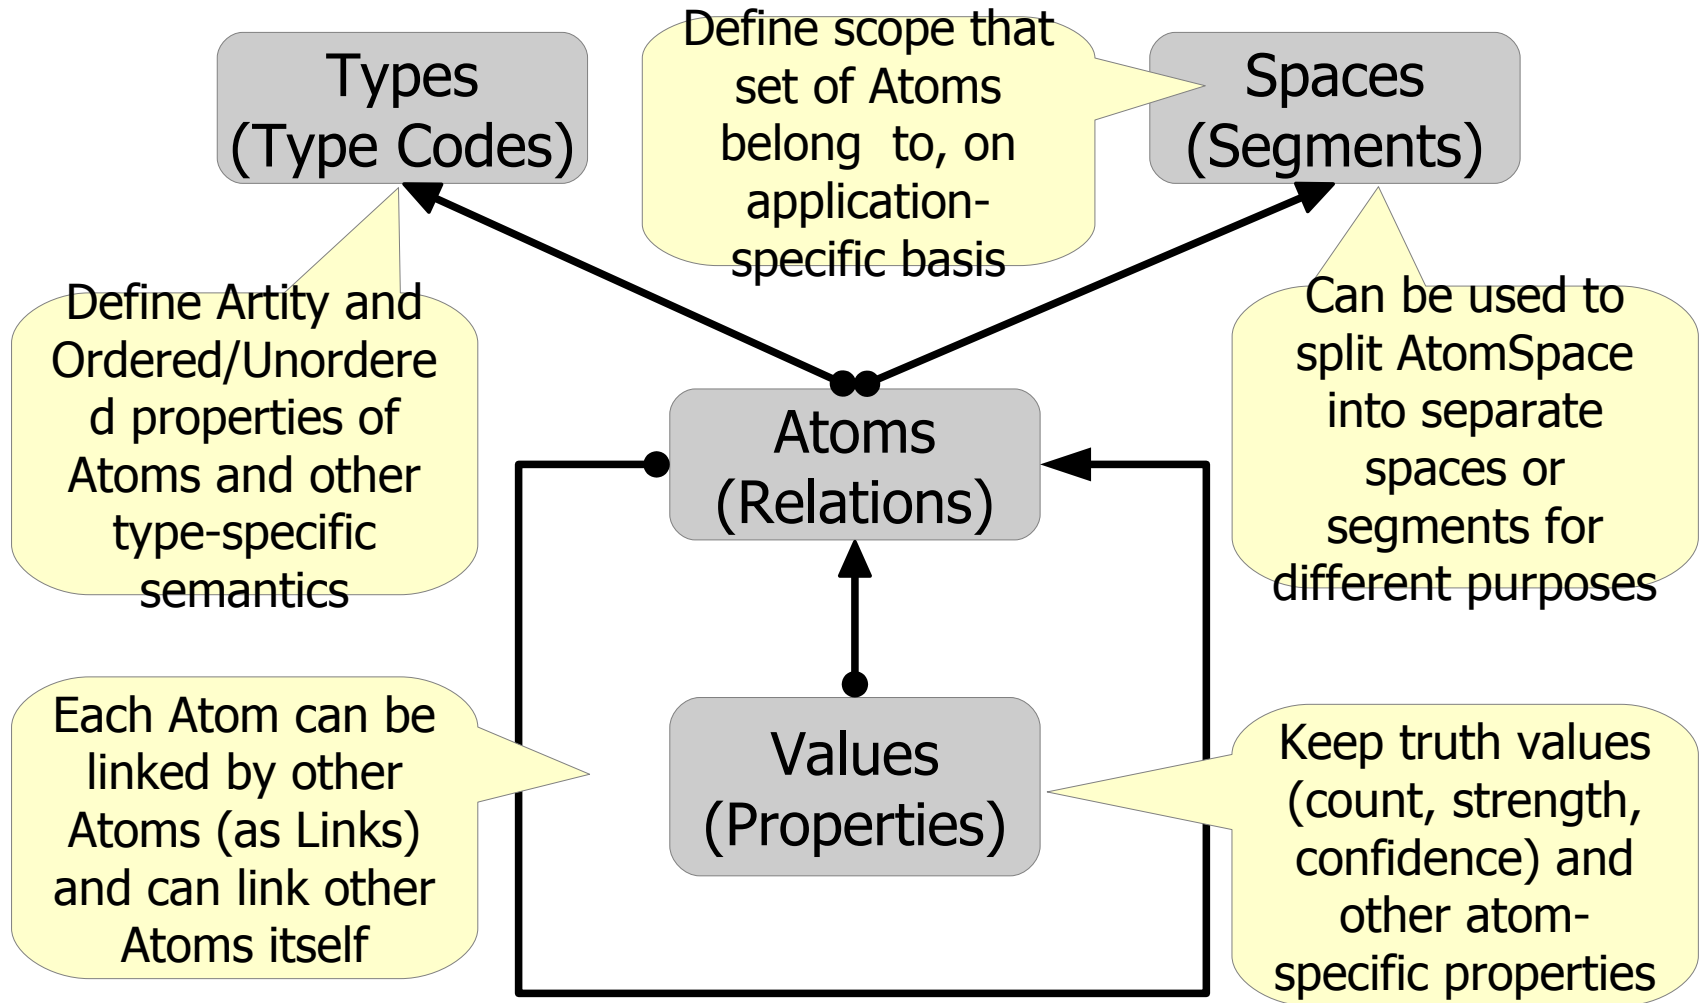 Types
(Type Codes)
Define scope that
set of Atoms
belong  to, on
application-
specific basis
Spaces
(Segments)
Define Artity and
Ordered/Unordere
d properties of
Atoms and other
type-specific
semantics
Atoms
(Relations)
Can be used to
split AtomSpace
into separate
spaces or
segments for
different purposes
Each Atom can be
linked by other
Atoms (as Links)
and can link other
Atoms itself
Values
(Properties)
Keep truth values
(count, strength,
confidence) and
other atom-
specific properties